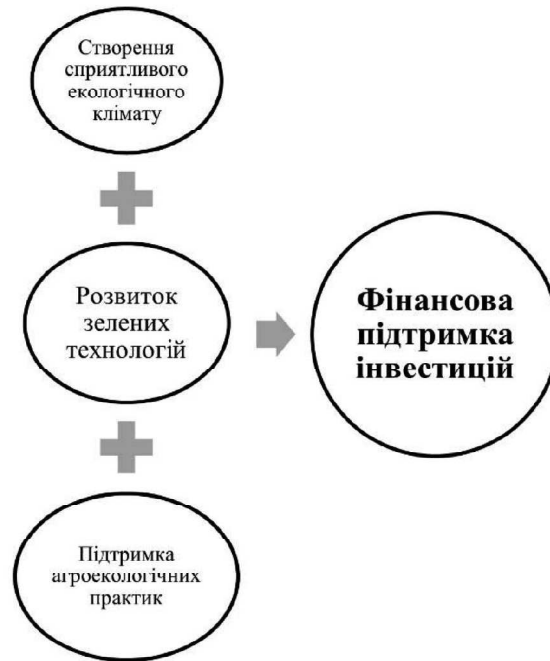 Створення
сприятливого
екологічного
клімату
Розвиток
зелених
технологій
Фінансова
підтримка
інвестицій
Підтримка
агроекологічних
практик